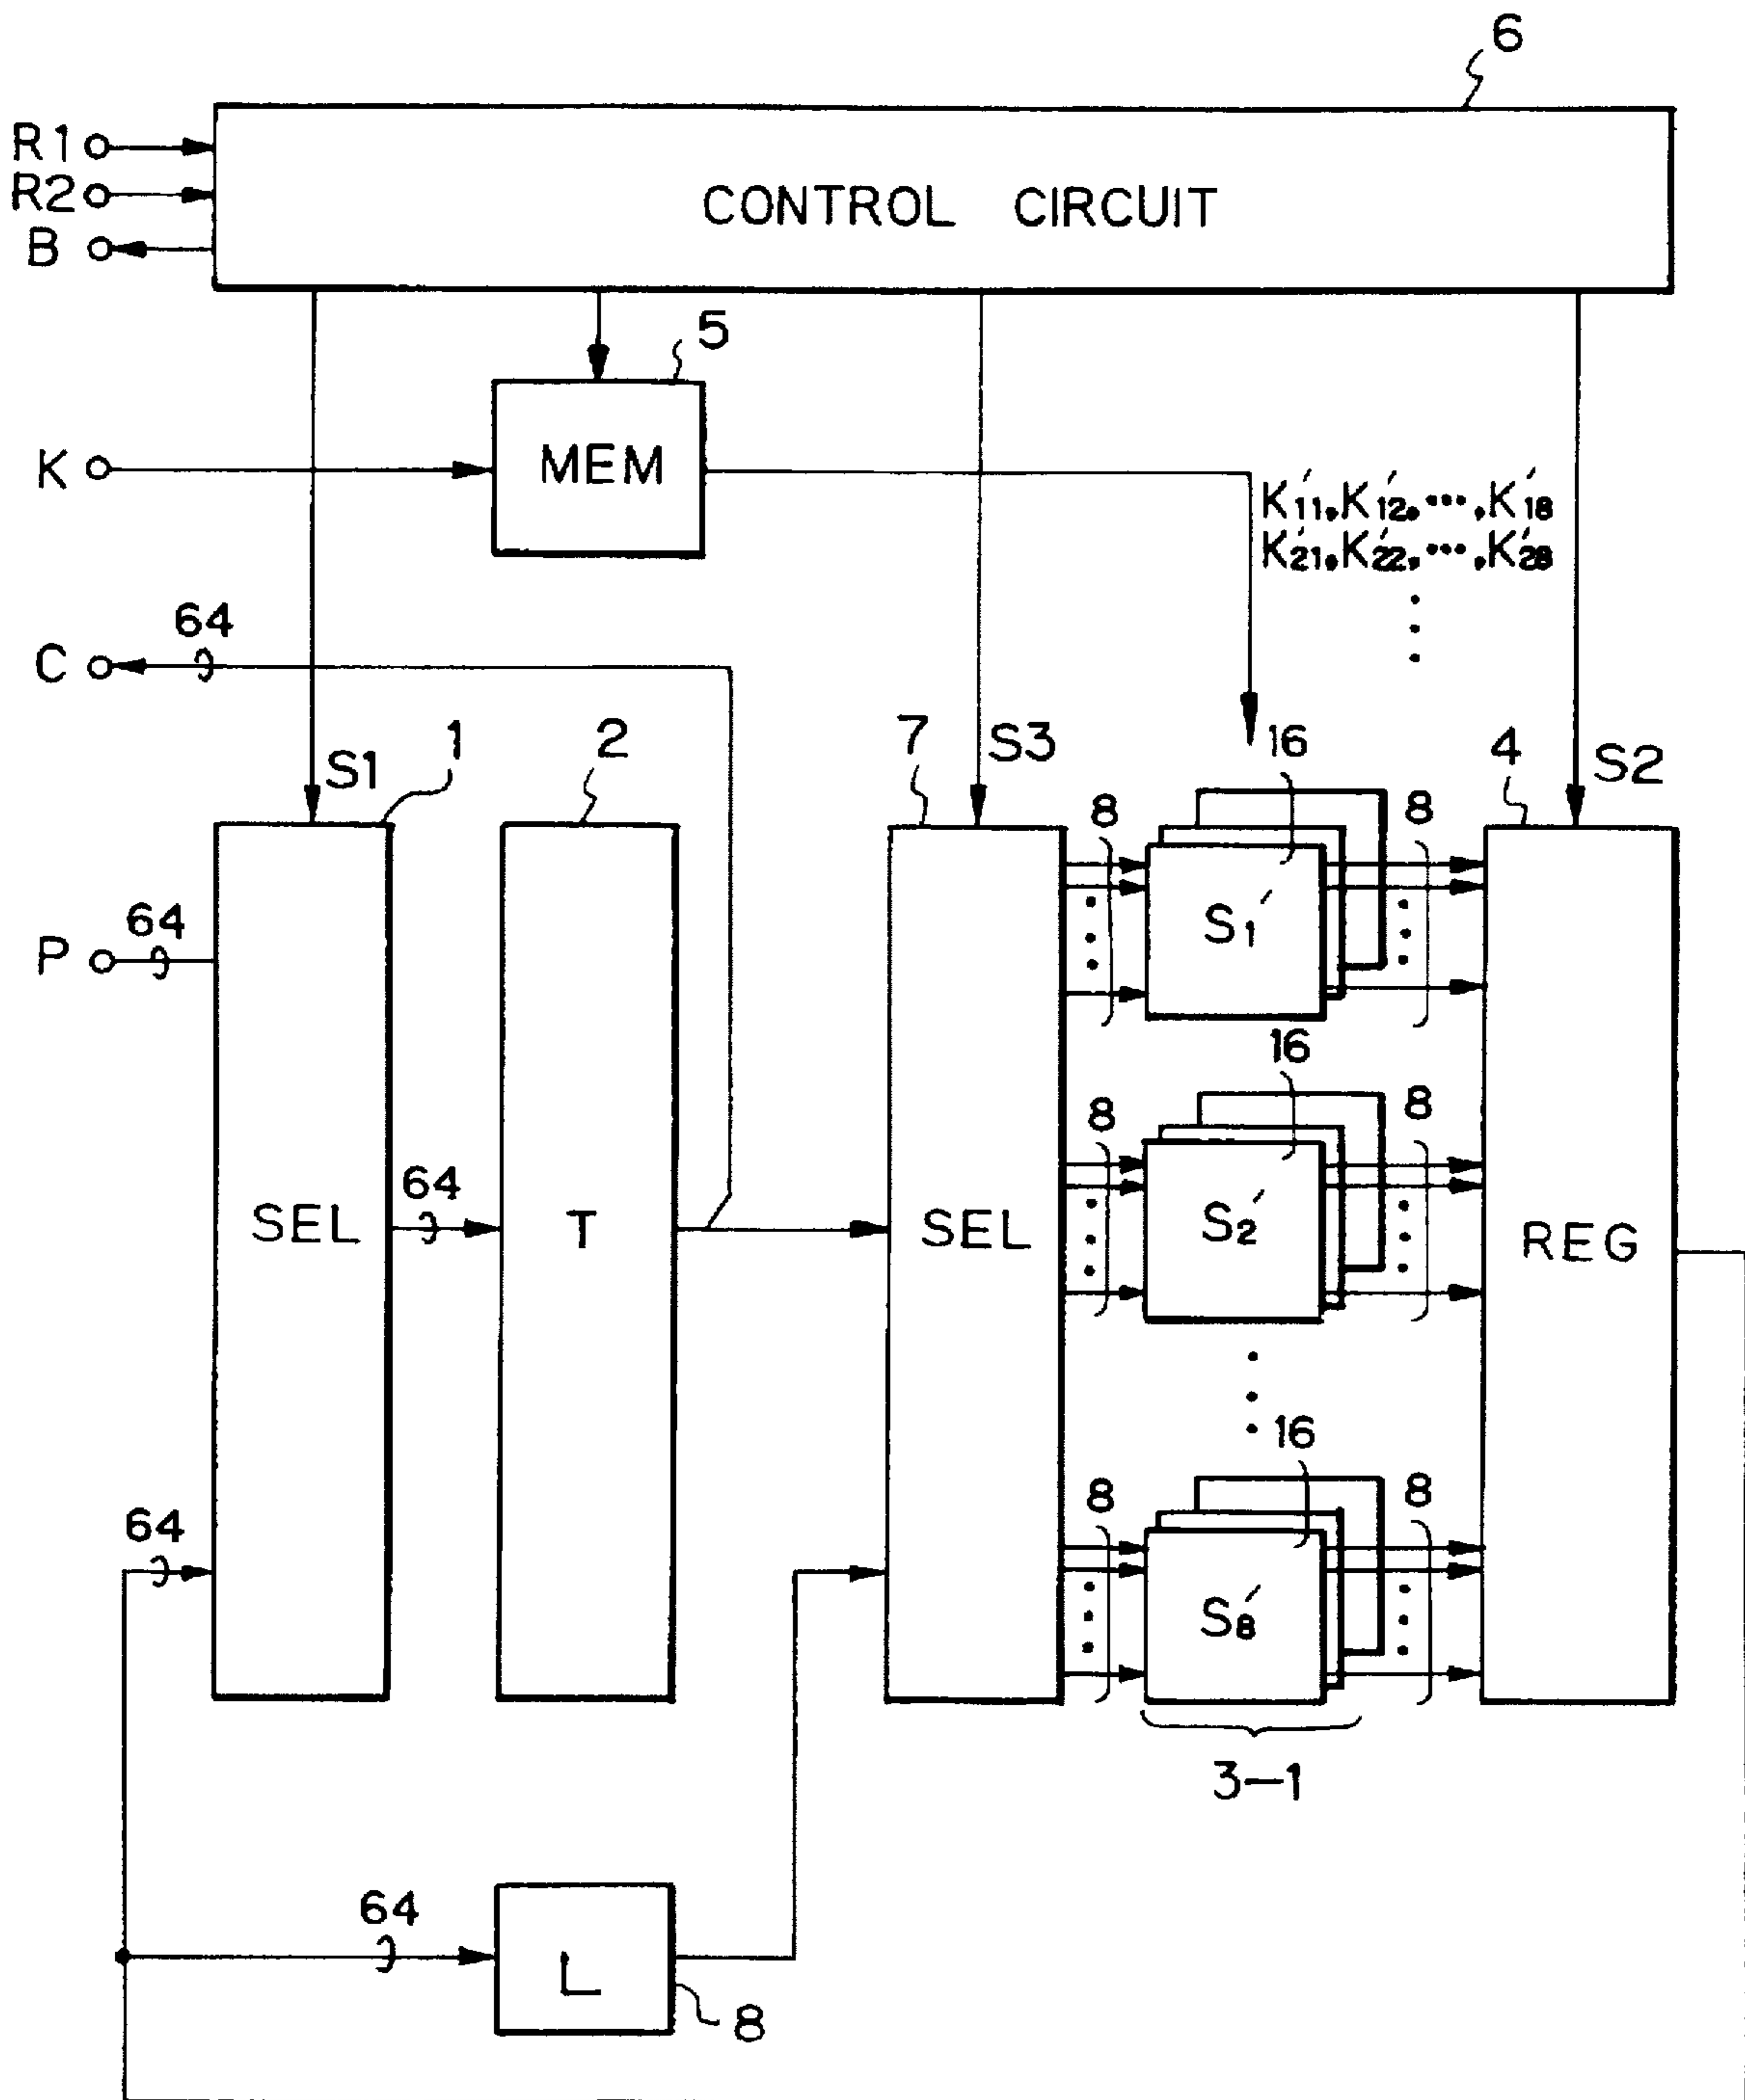 6
R1
R2
B
CONTROL CIRCUIT
5
K
MEM
K'11,K'12,•••,K'18
K'21,K'22,•••,K'28
64
C
S1
1
2
7
S3
16
4
S2
8
8
S1'
64
P
16
8
8
S2'
64
SEL
T
SEL
REG
16
8
8
S8'
64
3-1
64
L
8